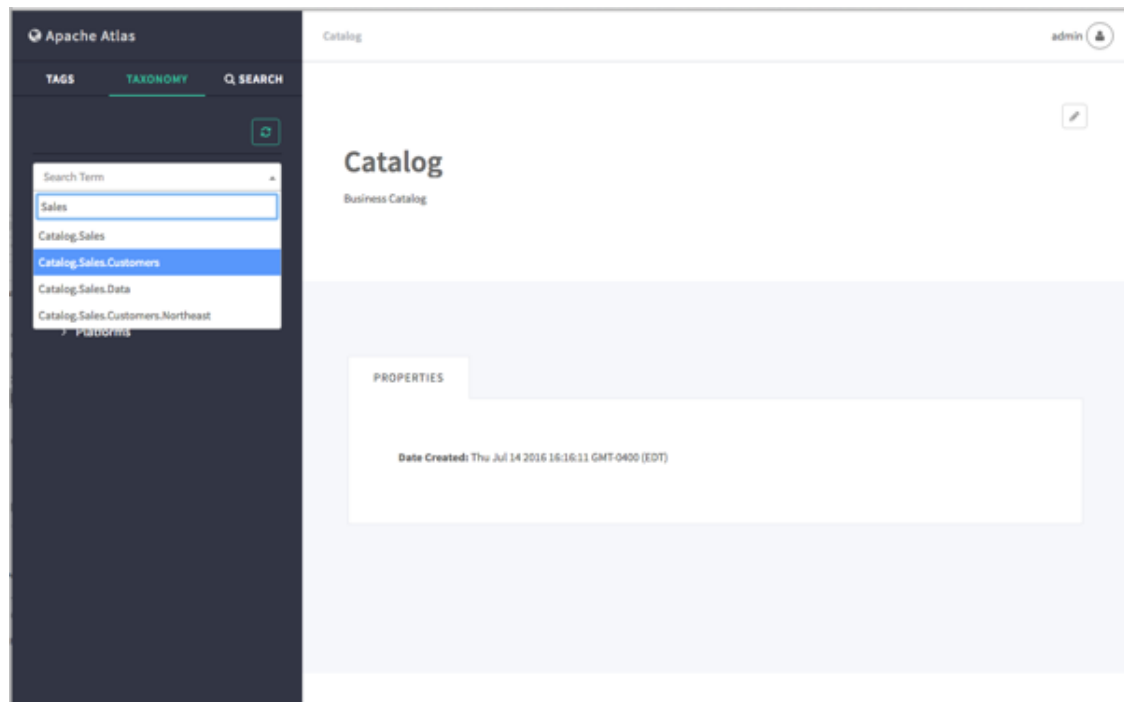 Apache Atlas
Catalog
admin
TAGS TAXONOMY SEARCH
Search Term
Sales
Catalog.Sales
Catalog.Sales.Customers
Catalog.Sales.Data
Catalog.Sales.Customers.Northeast
Platforms
Catalog
Business Catalog
PROPERTIES
Date Created: Thu Jul 14 2016 16:16:11 GMT-0400 (EDT)